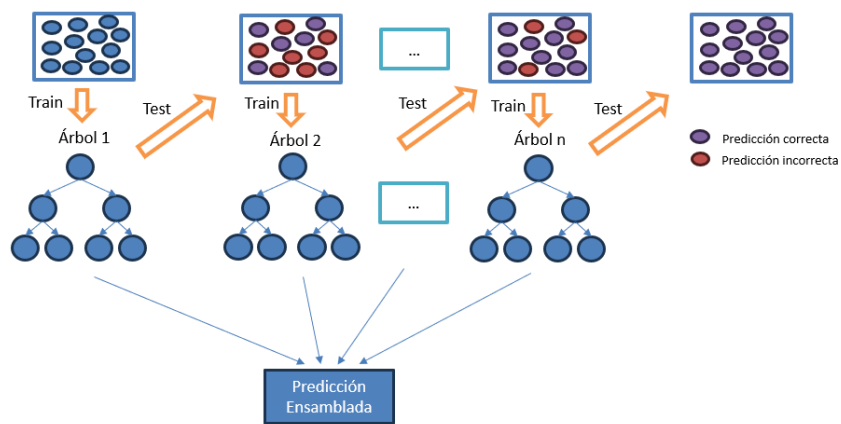 ...
Train
Test
Train
Test
Train
Test
Árbol 1
Árbol 2
Árbol n
Predicción correcta
Predicción incorrecta
...
Predicción
Ensamblada